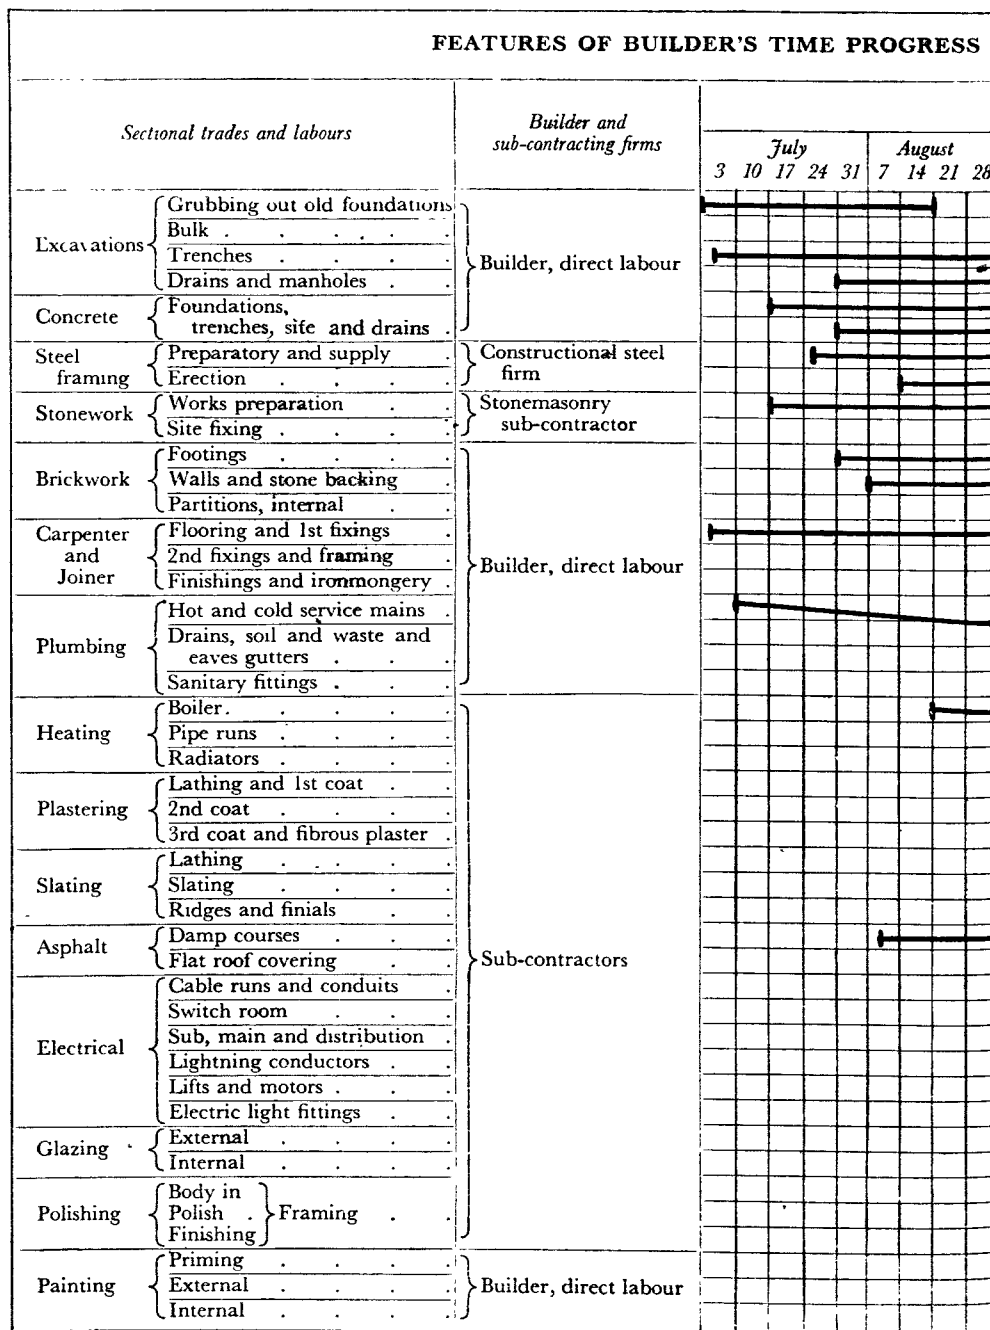 FEATURES OF BUILDER'S TIME PROGRESS
Sectional trades and labours
Builder and
sub-contracting firms
July
August
3 10 17 24 31 7 14 21 28
Excavations
Grubbing out old foundations
Bulk . . . . .
Trenches . . . .
Drains and manholes . .
Builder, direct labour
Concrete
Foundations,
trenches, site and drains .
Steel
framing
Preparatory and supply .
Erection . . . .
Constructional steel
firm
Stonework
Works preparation . .
Site fixing . . . .
Stonemasonry
sub-contractor
Brickwork
Footings . . . .
Walls and stone backing .
Partitions, internal . .
Carpenter
and
Joiner
Flooring and 1st fixings .
2nd fixings and framing .
Finishings and ironmongery .
Builder, direct labour
Plumbing
Hot and cold service mains .
Drains, soil and waste and
eaves gutters . . .
Sanitary fittings . . .
Heating
Boiler . . . . .
Pipe runs . . . .
Radiators . . . .
Plastering
Lathing and 1st coat . .
2nd coat . . . .
3rd coat and fibrous plaster .
Slating
Lathing . . . .
Slating . . . .
Ridges and finials . .
Asphalt
Damp courses . . .
Flat roof covering . .
Sub-contractors
Electrical
Cable runs and conduits .
Switch room . . .
Sub, main and distribution .
Lightning conductors . .
Lifts and motors . . .
Electric light fittings . .
Glazing
External . . . .
Internal . . . .
Polishing
Body in
Polish .
Finishing
Framing . .
Painting
Priming . . . .
External . . . .
Internal . . . .
Builder, direct labour